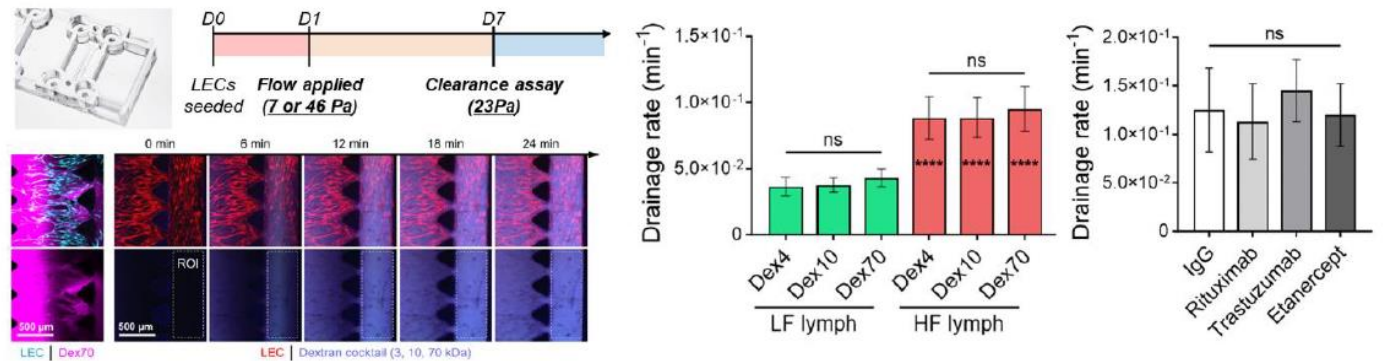 D0 D1 D7
LECs seeded
Flow applied (7 or 46 Pa)
Clearance assay (23Pa)
0 min 6 min 12 min 18 min 24 min
ROI
500 μm 500 μm
LEC | Dex70
LEC | Dextran cocktail (3, 10, 70 kDa)
Drainage rate (min⁻¹)
1.5×10⁻¹
1.0×10⁻¹
5.0×10⁻²
0
ns
ns
**** **** ****
Dex4 Dex10 Dex70 Dex4 Dex10 Dex70
LF lymph HF lymph
Drainage rate (min⁻¹)
2.0×10⁻¹
1.5×10⁻¹
1.0×10⁻¹
5.0×10⁻²
0
ns
IgG Rituximab Trastuzumab Etanercept